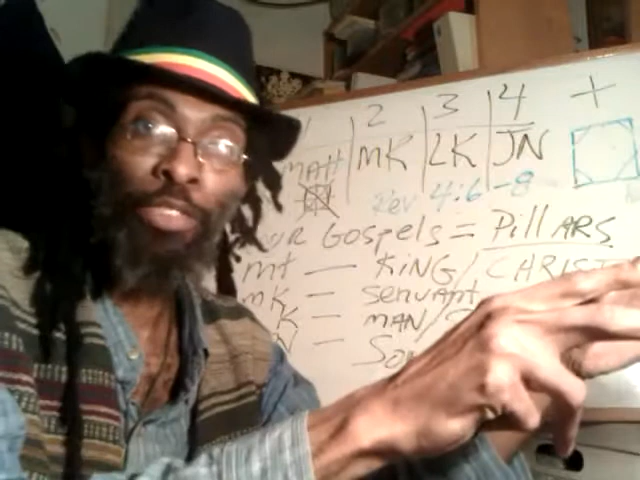 2 3 4 +
MATT MK LK JN
Rev 4:6-8
GOSPELS = PillARS
MT — KiNG/CHRIST
MK — SERVANT
K — MAN/
N —